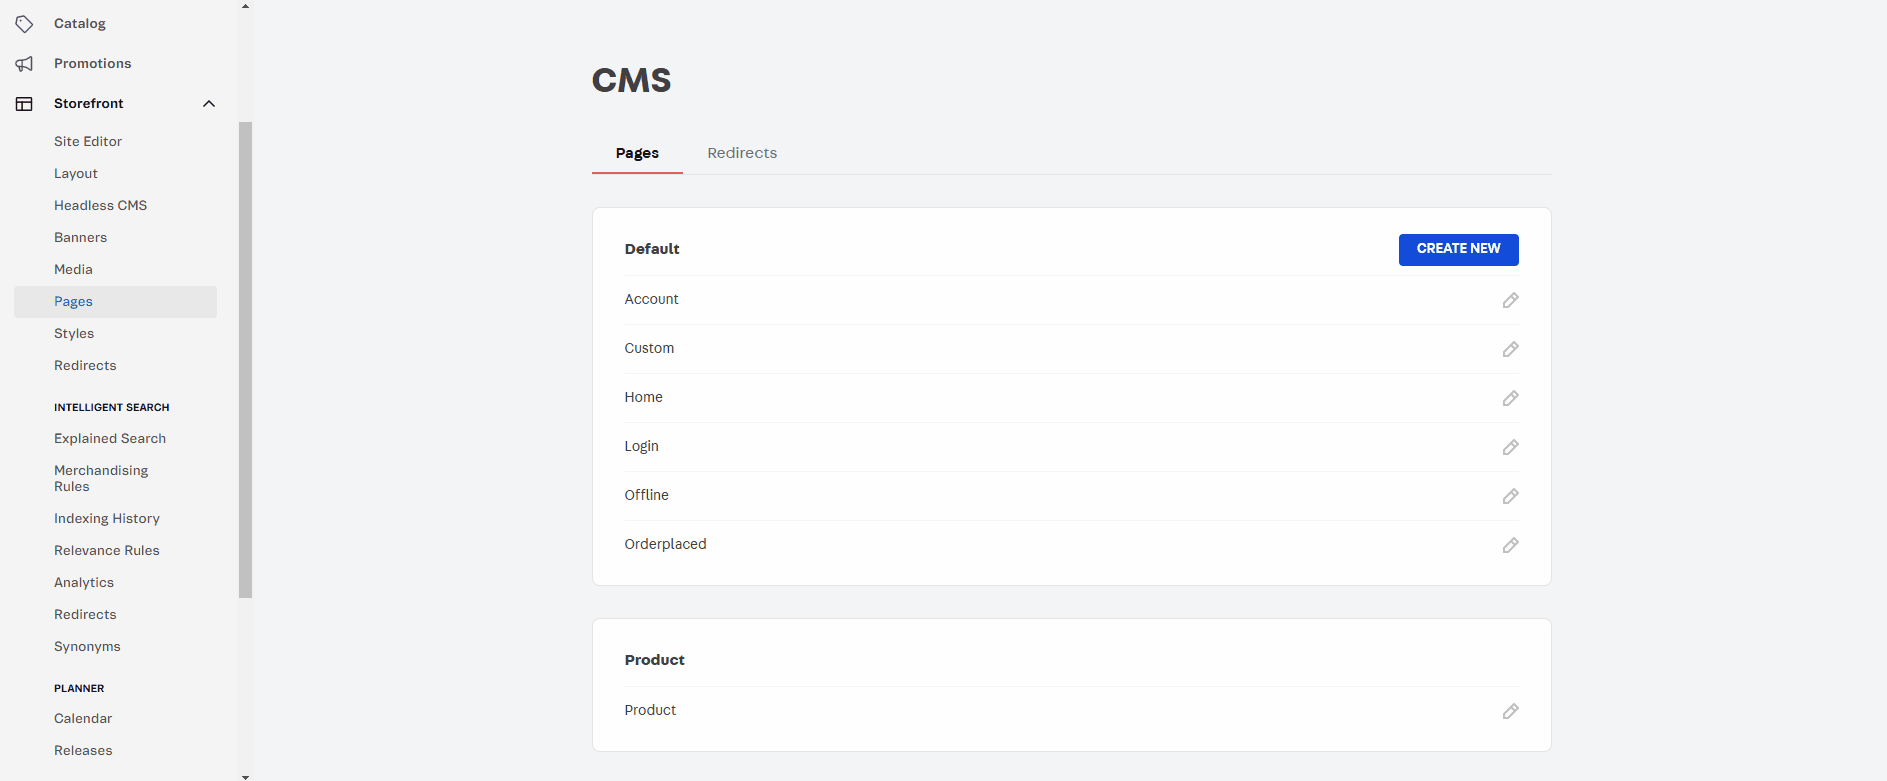 Catalog
Promotions
Storefront
Site Editor
Layout
Headless CMS
Banners
Media
Pages
Styles
Redirects
INTELLIGENT SEARCH
Explained Search
Merchandising
Rules
Indexing History
Relevance Rules
Analytics
Redirects
Synonyms
PLANNER
Calendar
Releases
CMS
Pages Redirects
Default CREATE NEW
Account
Custom
Home
Login
Offline
Orderplaced
Product
Product